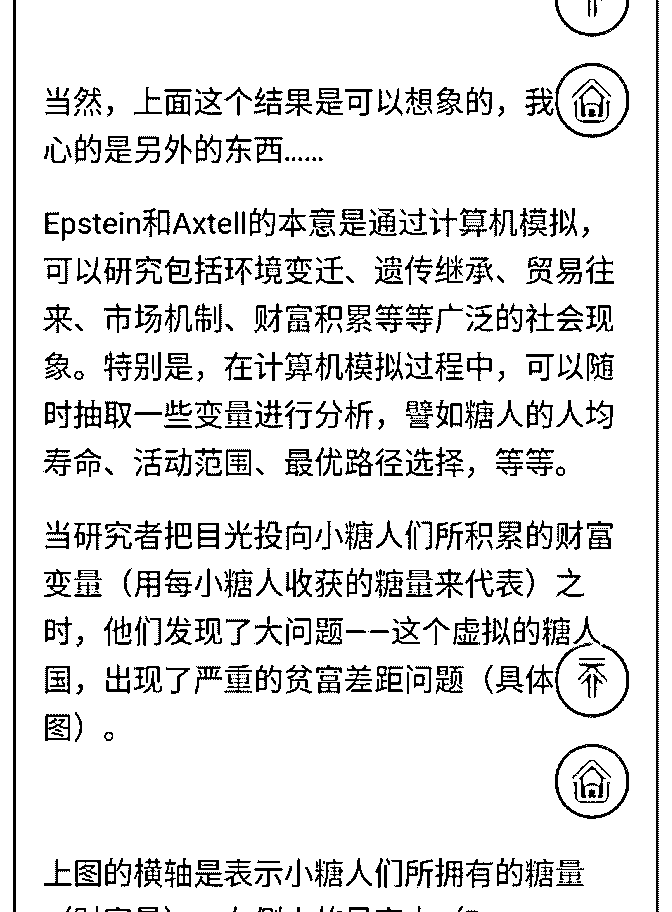 当然，上面这个结果是可以想象的，我
心的是另外的东西……
Epstein和Axtell的本意是通过计算机模拟，
可以研究包括环境变迁、遗传继承、贸易往
来、市场机制、财富积累等等广泛的社会现
象。特别是，在计算机模拟过程中，可以随
时抽取一些变量进行分析，譬如糖人的人均
寿命、活动范围、最优路径选择，等等。
当研究者把目光投向小糖人们所积累的财富
变量（用每小糖人收获的糖量来代表）之
时，他们发现了大问题——这个虚拟的糖人
国，出现了严重的贫富差距问题（具体
图）。
上图的横轴是表示小糖人们所拥有的糖量